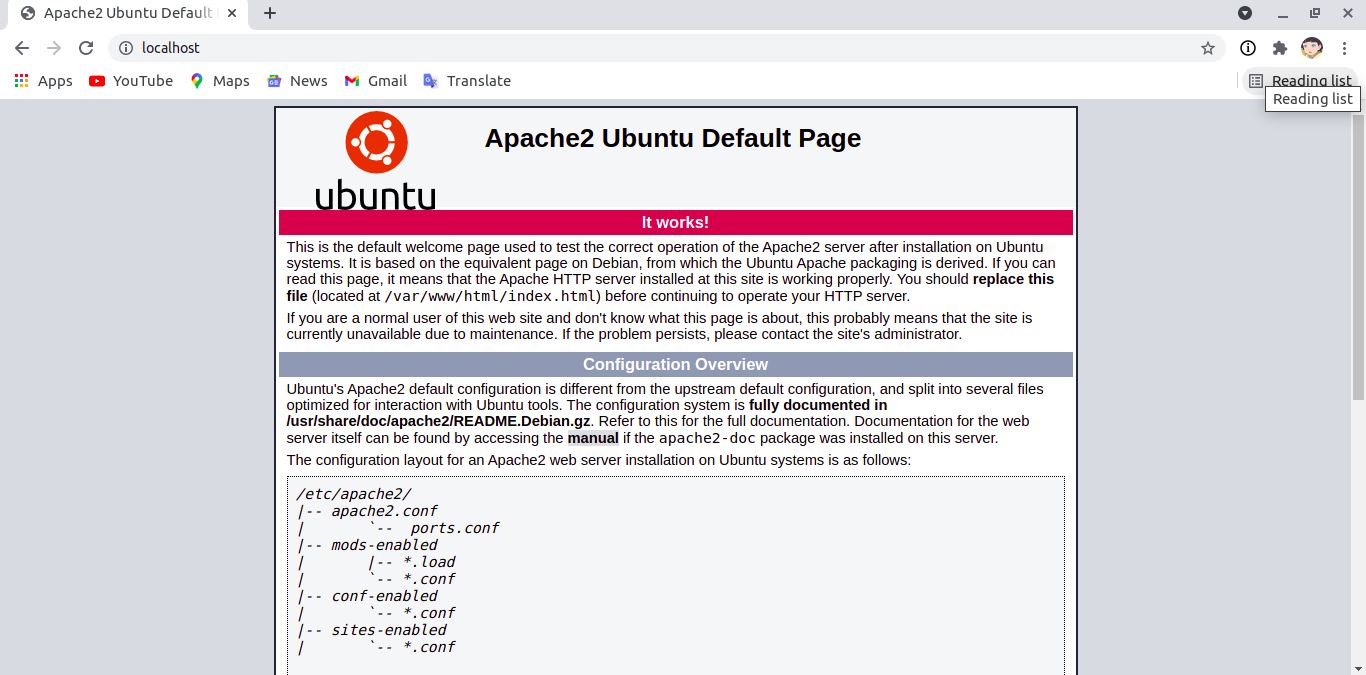 Apache2 Ubuntu Default
localhost
Apps YouTube Maps News Gmail Translate Reading list
Reading list
ubuntu
Apache2 Ubuntu Default Page
It works!
This is the default welcome page used to test the correct operation of the Apache2 server after installation on Ubuntu
systems. It is based on the equivalent page on Debian, from which the Ubuntu Apache packaging is derived. If you can
read this page, it means that the Apache HTTP server installed at this site is working properly. You should replace this
file (located at /var/www/html/index.html) before continuing to operate your HTTP server.
If you are a normal user of this web site and don't know what this page is about, this probably means that the site is
currently unavailable due to maintenance. If the problem persists, please contact the site's administrator.
Configuration Overview
Ubuntu's Apache2 default configuration is different from the upstream default configuration, and split into several files
optimized for interaction with Ubuntu tools. The configuration system is fully documented in
/usr/share/doc/apache2/README.Debian.gz. Refer to this for the full documentation. Documentation for the web
server itself can be found by accessing the manual if the apache2-doc package was installed on this server.
The configuration layout for an Apache2 web server installation on Ubuntu systems is as follows:
/etc/apache2/
|-- apache2.conf
|       `--  ports.conf
|-- mods-enabled
|       |-- *.load
|       `-- *.conf
|-- conf-enabled
|       `-- *.conf
|-- sites-enabled
|       `-- *.conf